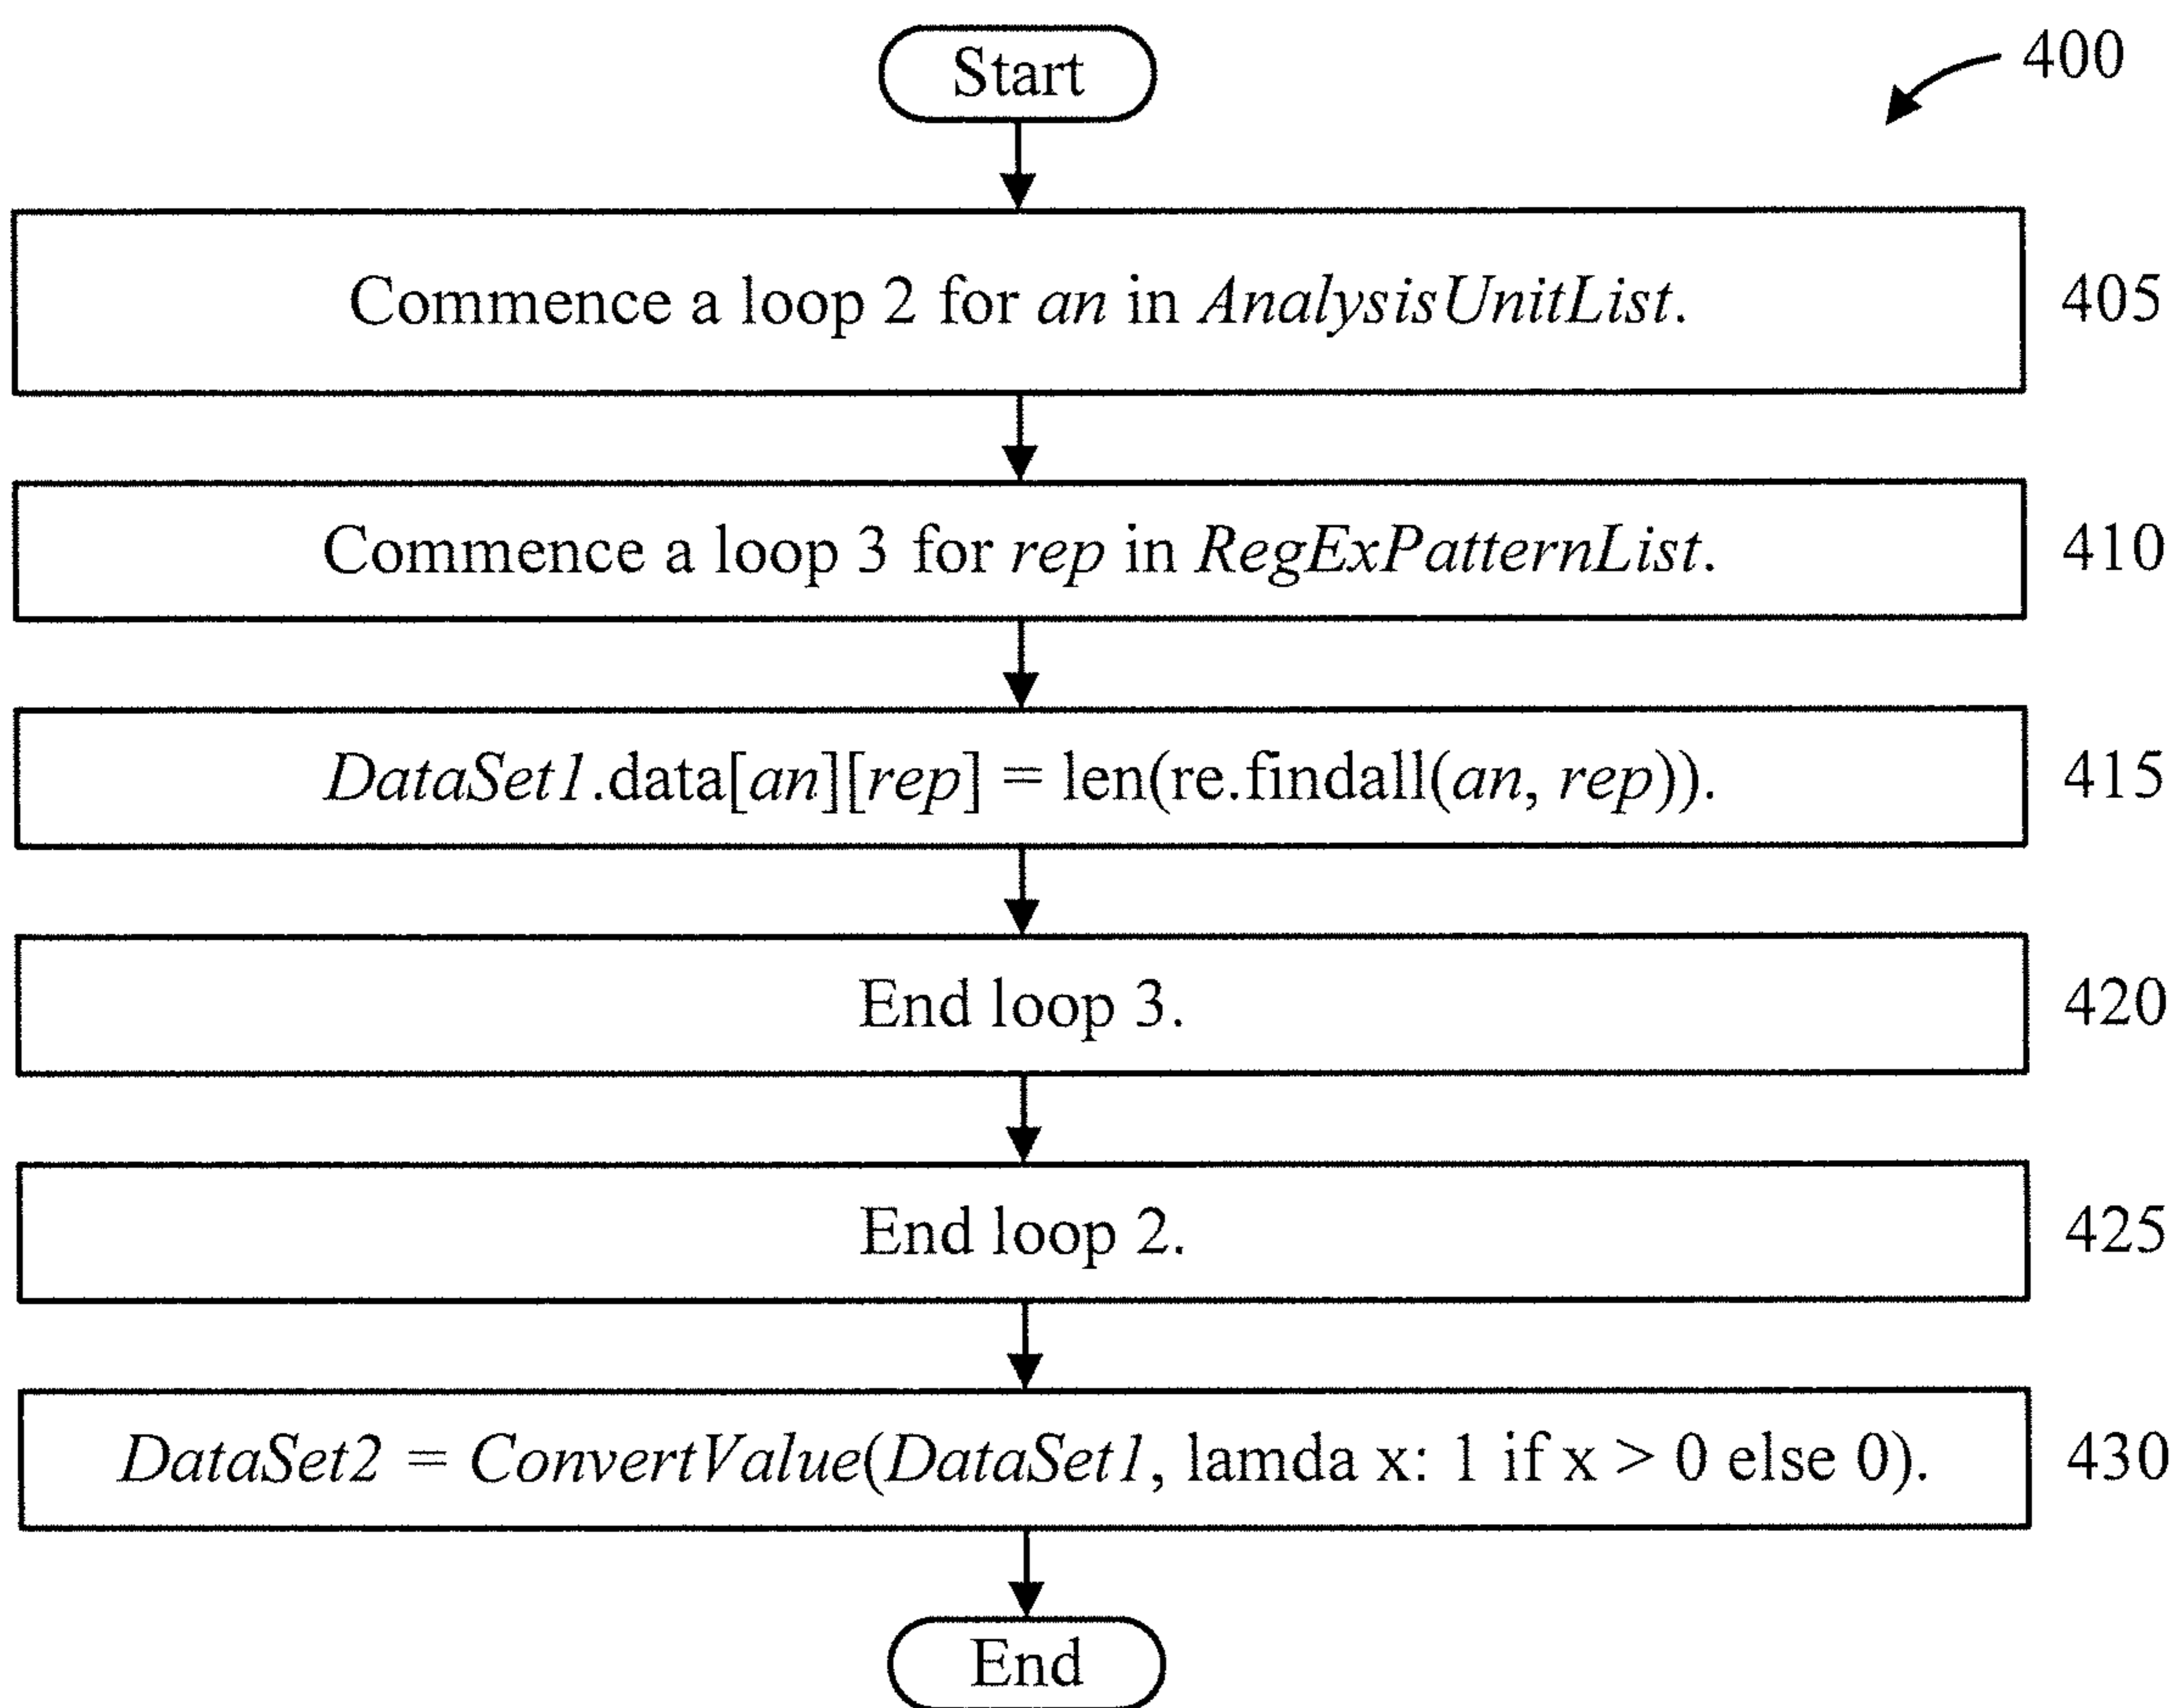 Start
400
Commence a loop 2 for an in AnalysisUnitList.
405
Commence a loop 3 for rep in RegExPatternList.
410
DataSet1.data[an][rep] = len(re.findall(an, rep)).
415
End loop 3.
420
End loop 2.
425
DataSet2 = ConvertValue(DataSet1, lamda x: 1 if x > 0 else 0).
430
End